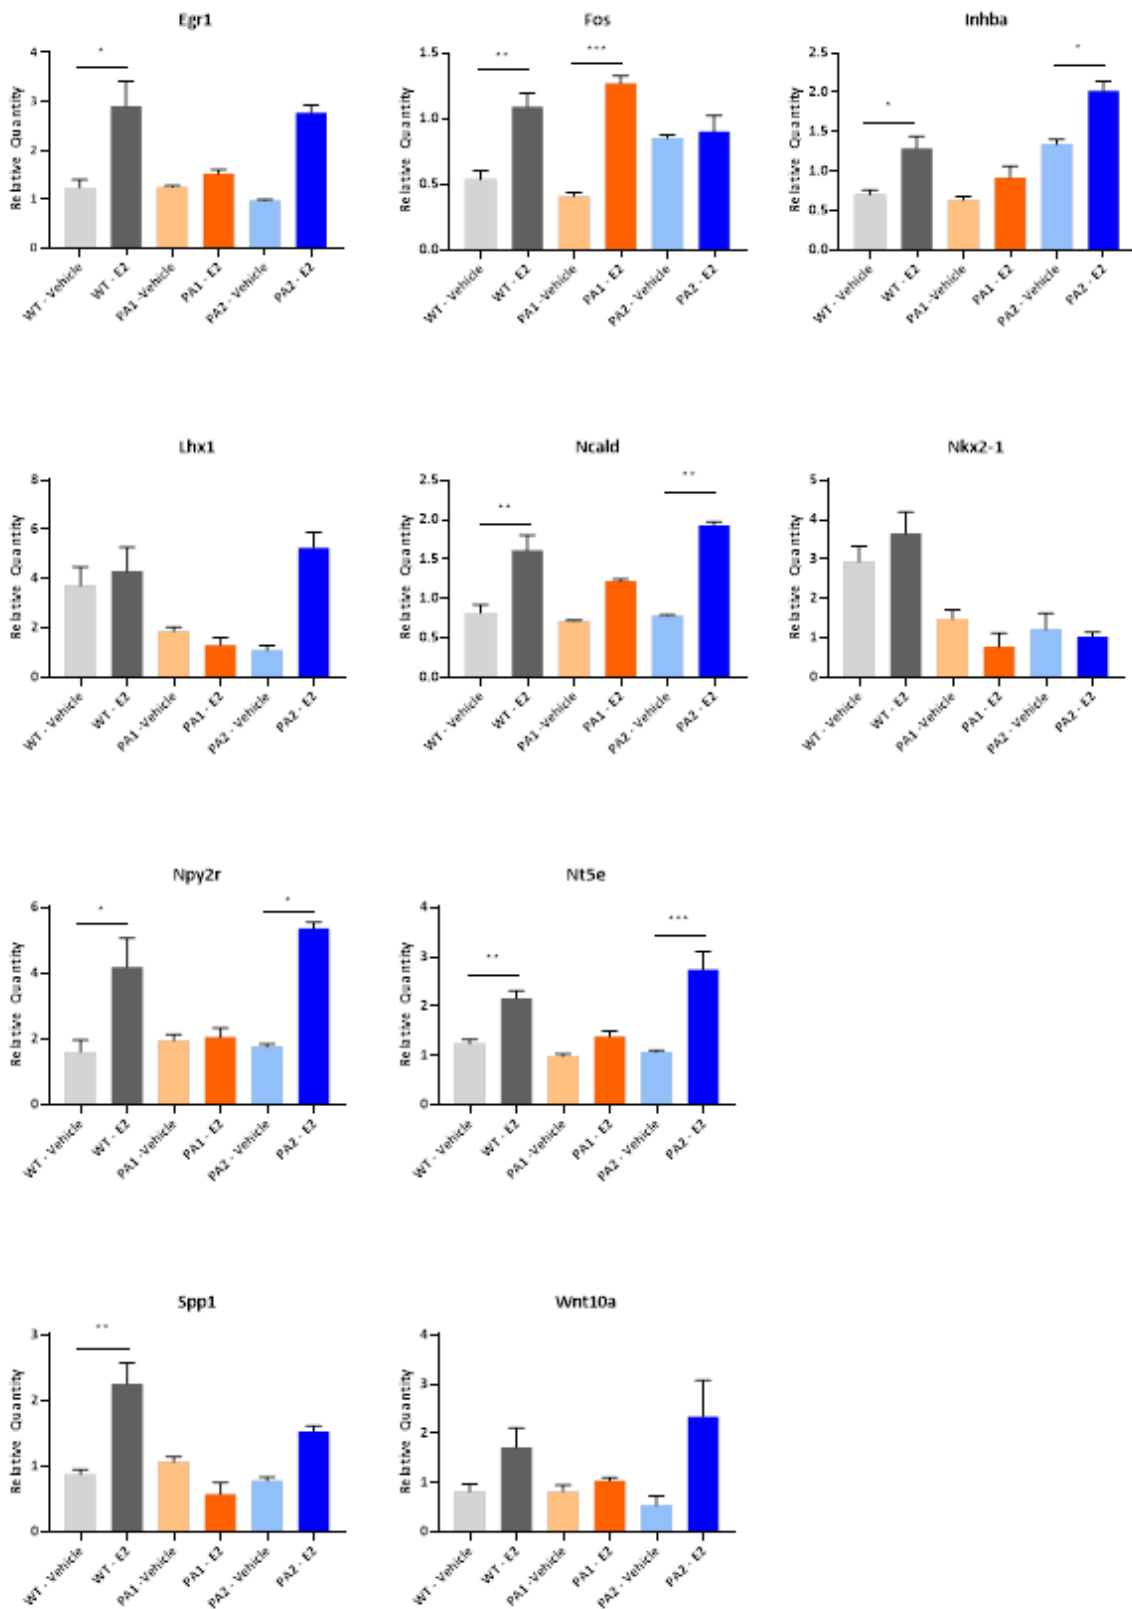 Egr1
Fos
Inhba
*
** ***
* *
Relative Quantity
4
3
2
1
0
Relative Quantity
1.5
1.0
0.5
0.0
Relative Quantity
2.5
2.0
1.5
1.0
0.5
0.0
WT - Vehicle
WT - E2
PA1 -Vehicle
PA1 - E2
PA2 - Vehicle
PA2 - E2
WT - Vehicle
WT - E2
PA1 -Vehicle
PA1 - E2
PA2 - Vehicle
PA2 - E2
WT - Vehicle
WT - E2
PA1 -Vehicle
PA1 - E2
PA2 - Vehicle
PA2 - E2
Lhx1
Ncald
Nkx2-1
** **
Relative Quantity
8
6
4
2
0
Relative Quantity
2.5
2.0
1.5
1.0
0.5
0.0
Relative Quantity
5
4
3
2
1
0
WT - Vehicle
WT - E2
PA1 -Vehicle
PA1 - E2
PA2 - Vehicle
PA2 - E2
WT - Vehicle
WT - E2
PA1 -Vehicle
PA1 - E2
PA2 - Vehicle
PA2 - E2
WT - Vehicle
WT - E2
PA1 -Vehicle
PA1 - E2
PA2 - Vehicle
PA2 - E2
Npy2r
Nt5e
* *
** ***
Relative Quantity
6
4
2
0
Relative Quantity
4
3
2
1
0
WT - Vehicle
WT - E2
PA1 -Vehicle
PA1 - E2
PA2 - Vehicle
PA2 - E2
WT - Vehicle
WT - E2
PA1 -Vehicle
PA1 - E2
PA2 - Vehicle
PA2 - E2
Spp1
Wnt10a
**
Relative Quantity
3
2
1
0
Relative Quantity
4
3
2
1
0
WT - Vehicle
WT - E2
PA1 -Vehicle
PA1 - E2
PA2 - Vehicle
PA2 - E2
WT - Vehicle
WT - E2
PA1 -Vehicle
PA1 - E2
PA2 - Vehicle
PA2 - E2